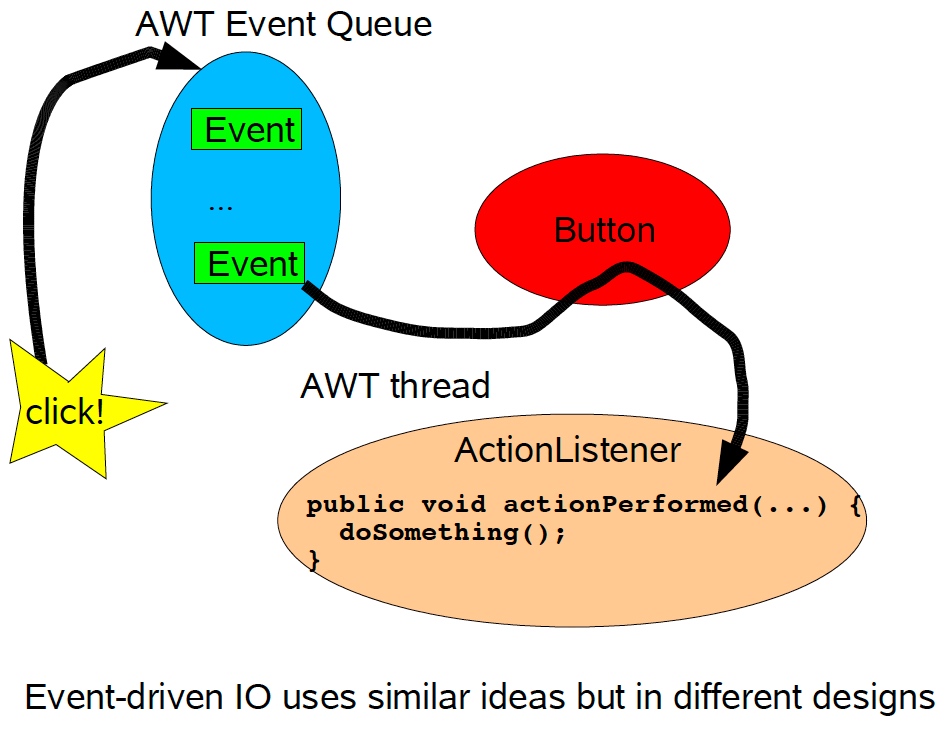 AWT Event Queue
Event
...
Event
Button
click!
AWT thread
ActionListener
public void actionPerformed(...) {
  doSomething();
}
Event-driven IO uses similar ideas but in different designs